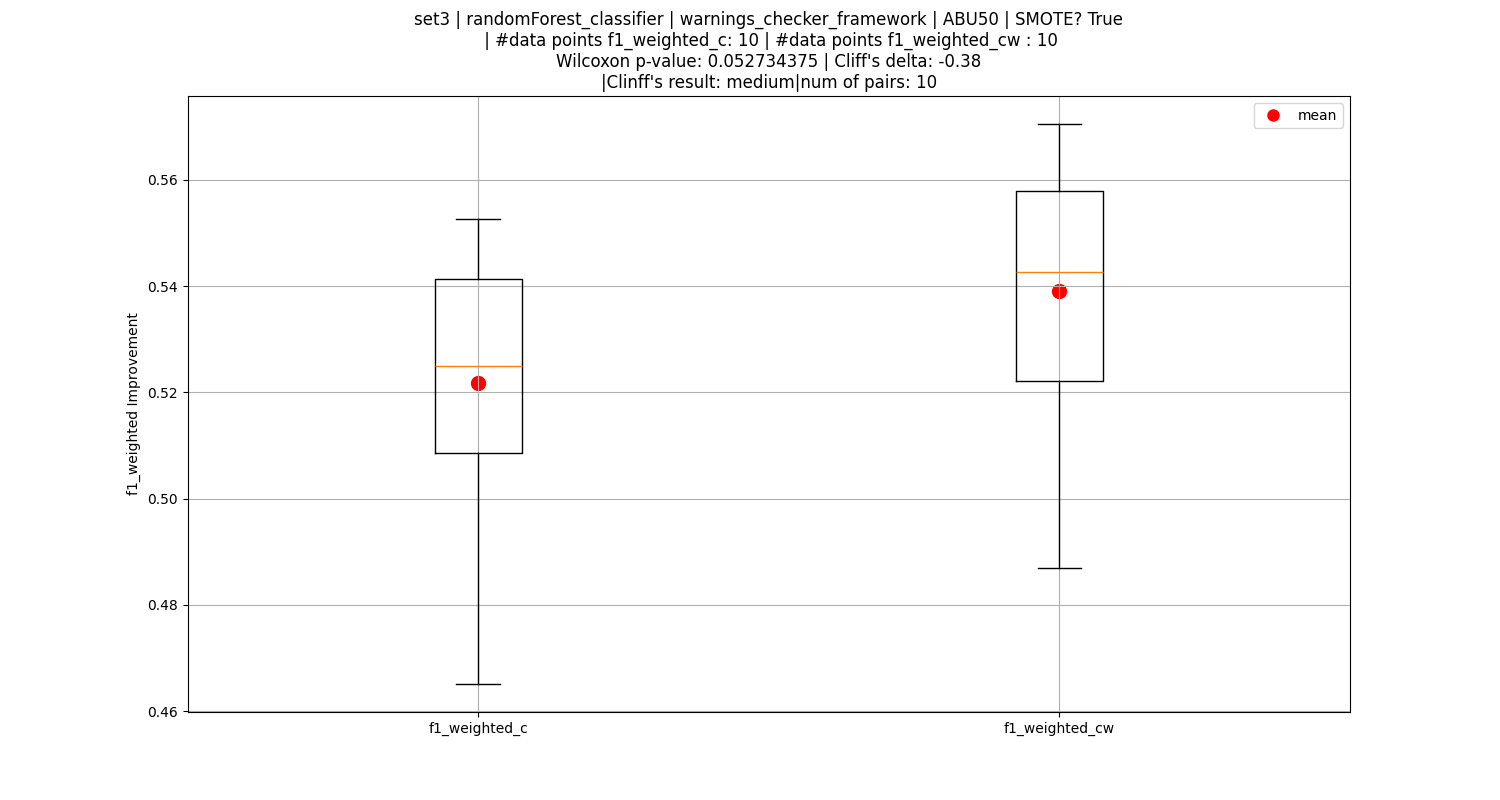 set3 | randomForest_classifier | warnings_checker_framework | ABU50 | SMOTE? True
| #data points f1_weighted_c: 10 | #data points f1_weighted_cw : 10
Wilcoxon p-value: 0.052734375 | Cliff's delta: -0.38
|Clinff's result: medium|num of pairs: 10
mean
f1_weighted Improvement
0.56
0.54
0.52
0.50
0.48
0.46
f1_weighted_c
f1_weighted_cw